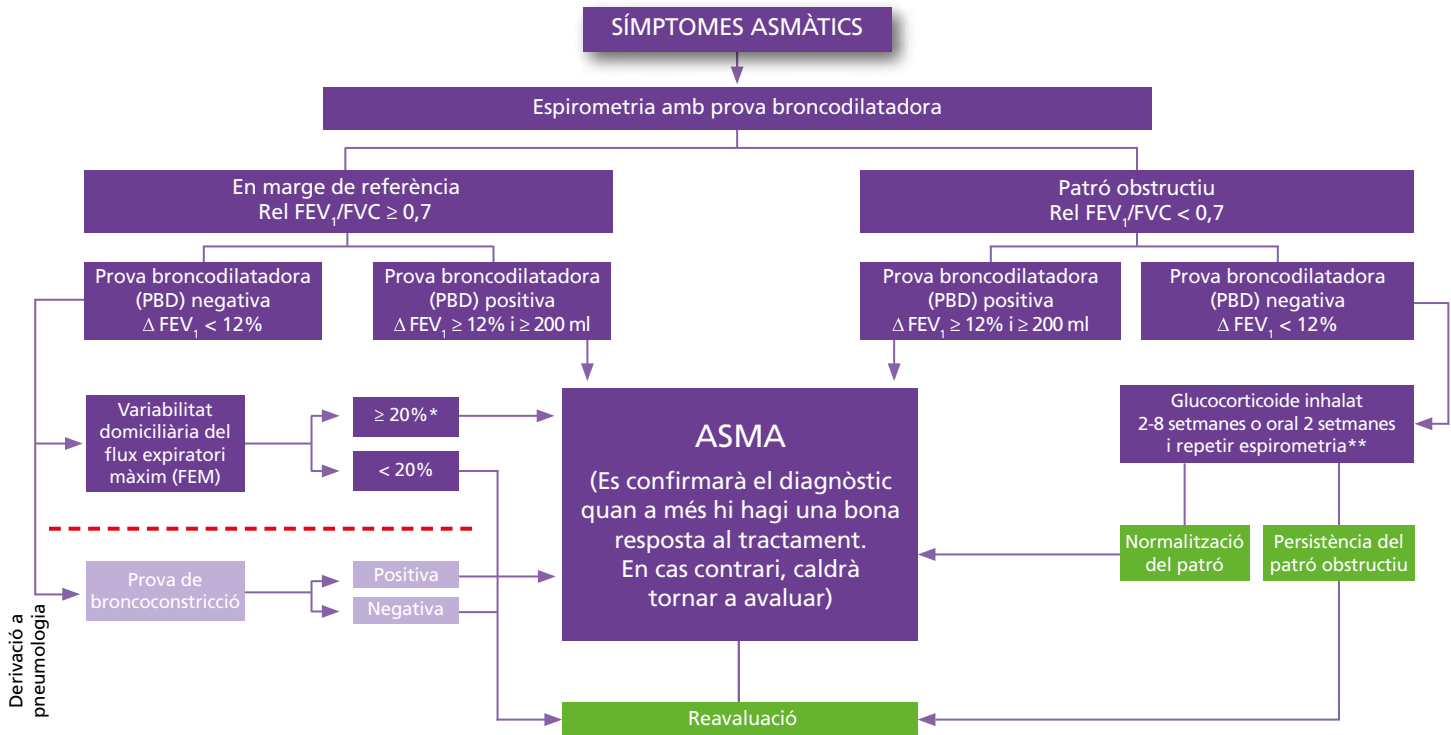 SÍMPTOMES ASMÀTICS
Espirometria amb prova broncodilatadora
En marge de referència
Rel FEV₁/FVC ≥ 0,7
Patró obstructiu
Rel FEV₁/FVC < 0,7
Prova broncodilatadora
(PBD) negativa
Δ FEV₁ < 12%
Prova broncodilatadora
(PBD) positiva
Δ FEV₁ ≥ 12% i ≥ 200 ml
Prova broncodilatadora
(PBD) positiva
Δ FEV₁ ≥ 12% i ≥ 200 ml
Prova broncodilatadora
(PBD) negativa
Δ FEV₁ < 12%
Variabilitat
domiciliària del
flux expiratori
màxim (FEM)
≥ 20%*
< 20%
ASMA
(Es confirmarà el diagnòstic
quan a més hi hagi una bona
resposta al tractament.
En cas contrari, caldrà
tornar a avaluar)
Glucocorticoide inhalat
2-8 setmanes o oral 2 setmanes
i repetir espirometria**
Normalització
del patró
Persistència del
patró obstructiu
Derivació a
pneumologia
Prova de
broncoconstricció
Positiva
Negativa
Reavaluació